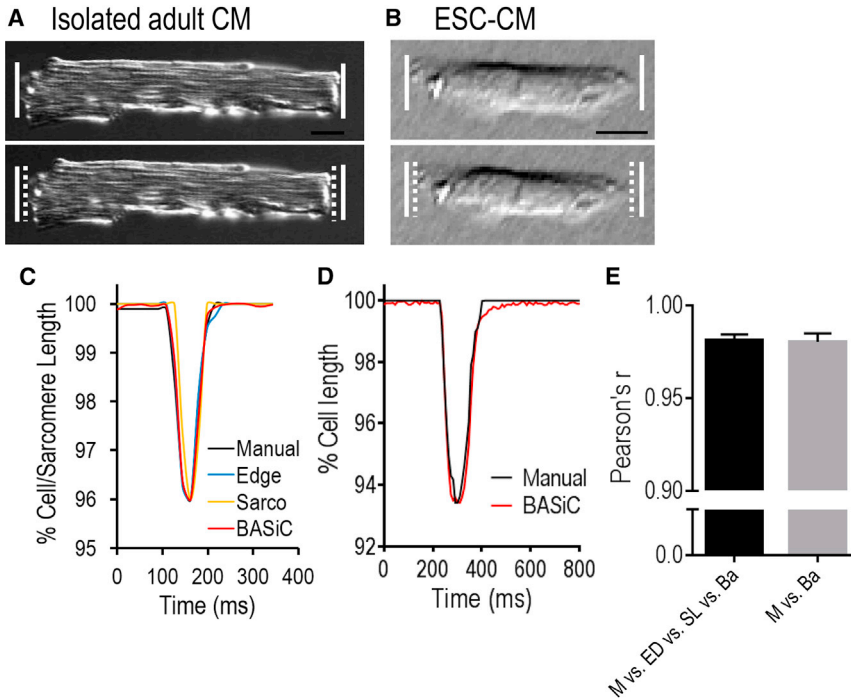 A Isolated adult CM
B ESC-CM
C
% Cell/Sarcomere Length
100
99
98
97
96
95
0 100 200 300 400
Time (ms)
Manual
Edge
Sarco
BASiC
D
% Cell length
100
98
96
94
92
0 200 400 600 800
Time (ms)
Manual
BASiC
E
Pearson's r
1.00
0.95
0.90
0.0
M vs. ED vs. SL vs. Ba
M vs. Ba